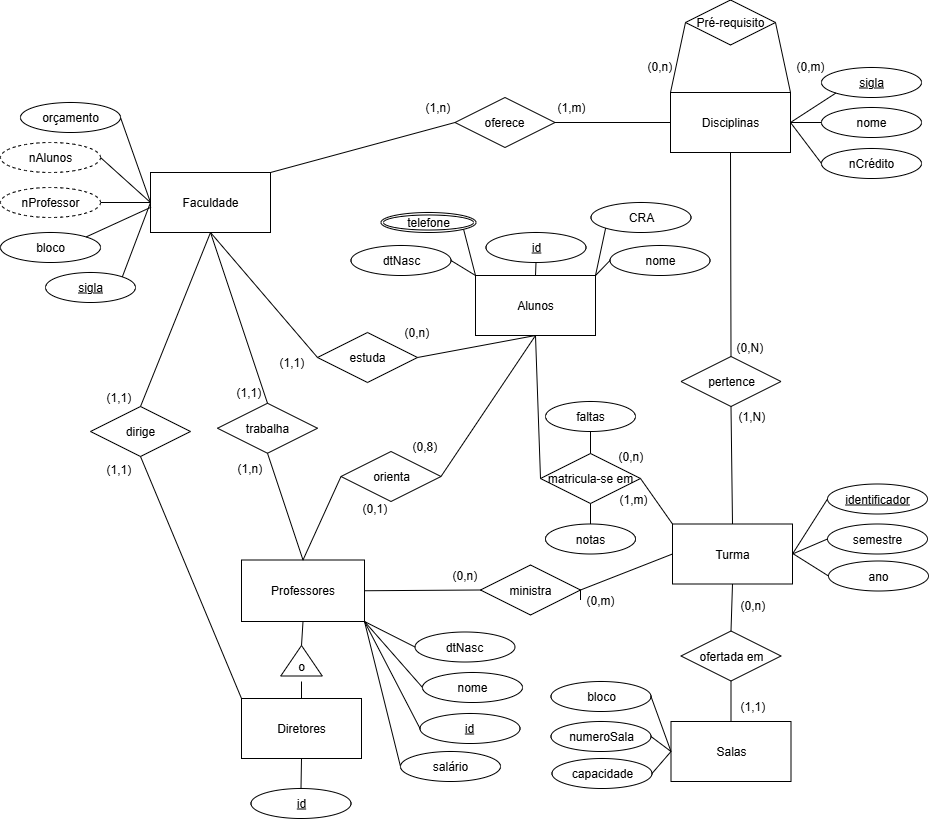 Pré-requisito
(0,n)
(0,m)
sigla
(1,n)
(1,m)
orçamento
oferece
Disciplinas
nome
nAlunos
nCrédito
nProfessor
Faculdade
telefone
CRA
bloco
id
dtNasc
nome
sigla
Alunos
(0,n)
(0,N)
estuda
(1,1)
pertence
(1,1)
(1,1)
faltas
(1,N)
dirige
trabalha
(0,8)
(0,n)
(1,1)
(1,n)
orienta
matricula-se em
(1,m)
identificador
(0,1)
notas
semestre
Turma
(0,n)
ministra
ano
Professores
(0,m)
(0,n)
dtNasc
ofertada em
o
nome
bloco
(1,1)
Diretores
id
numeroSala
Salas
salário
capacidade
id